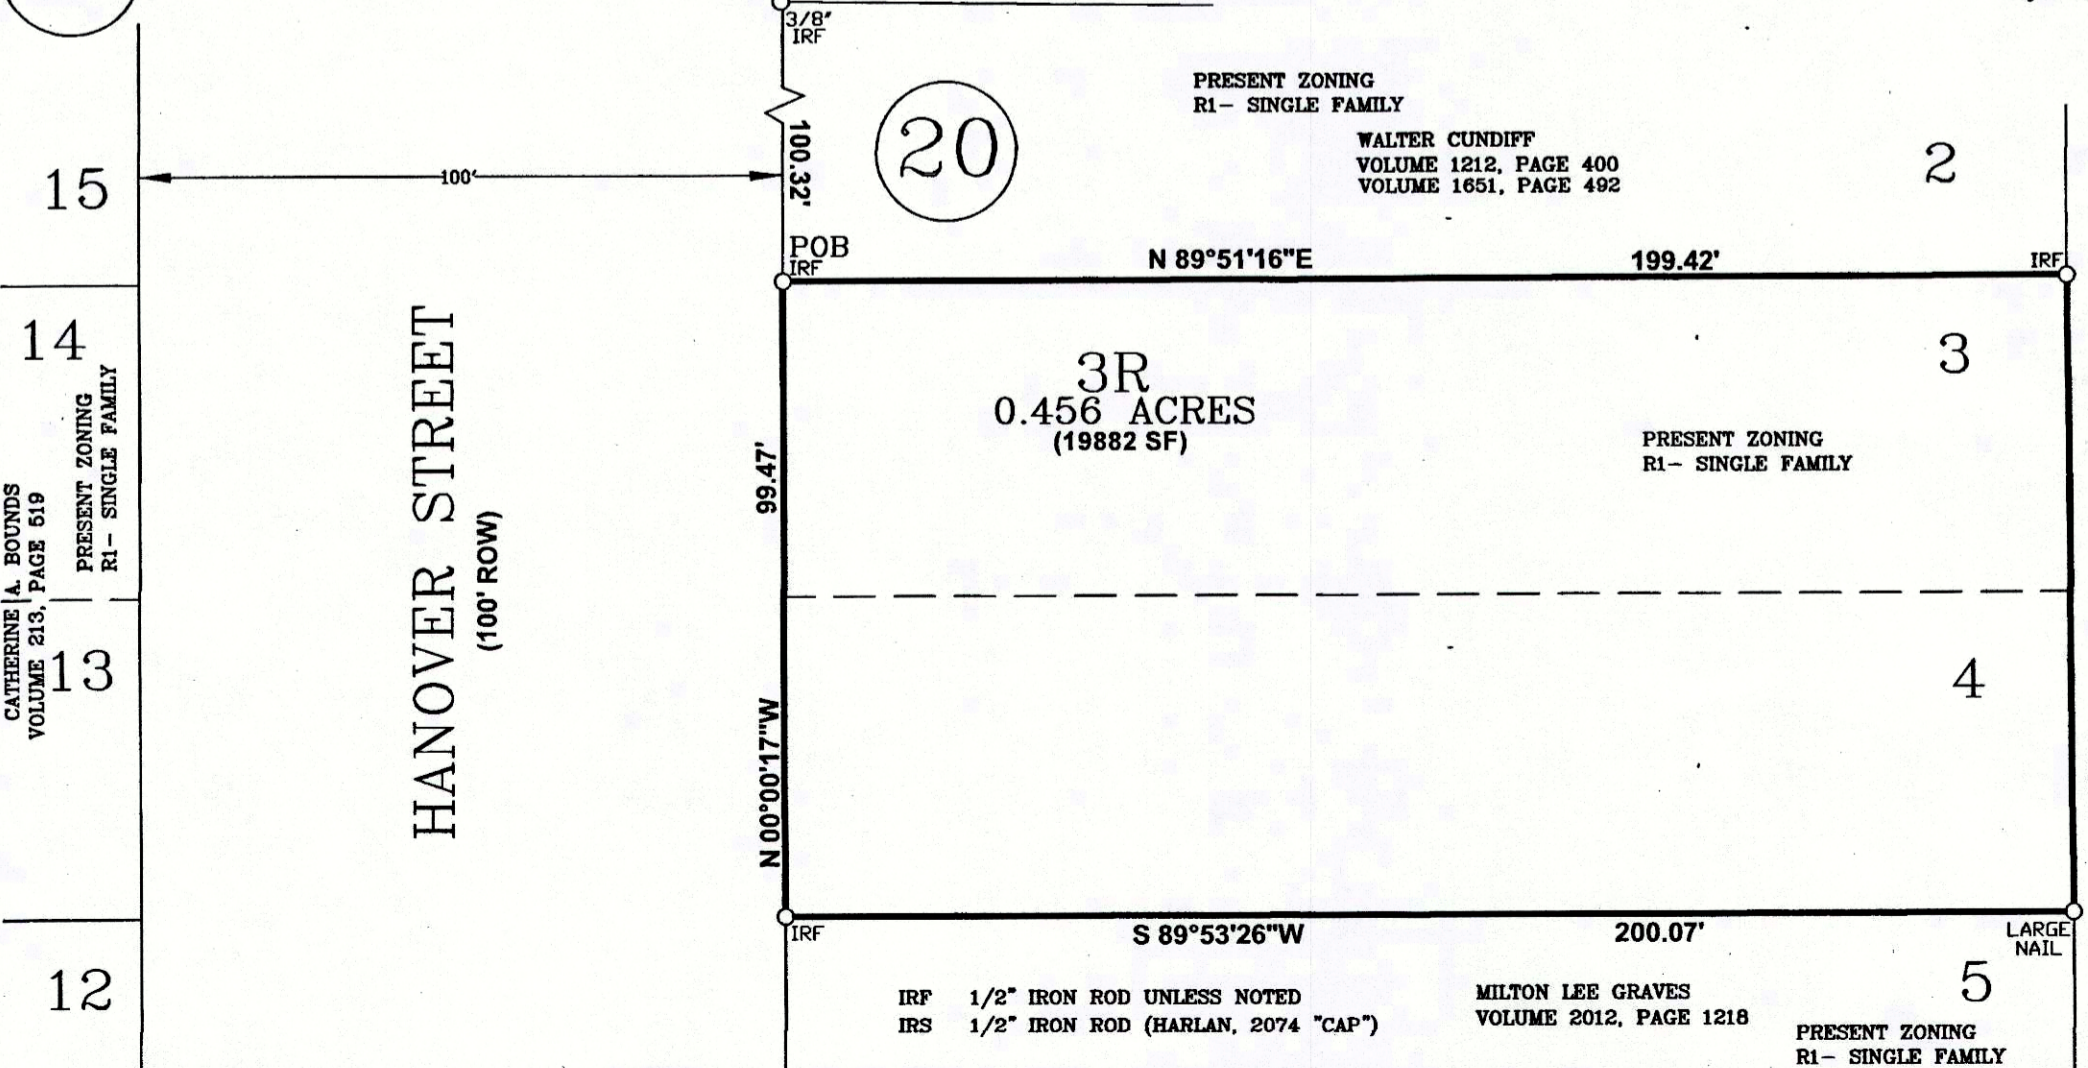 3/8"
IRF
PRESENT ZONING
R1- SINGLE FAMILY
20
WALTER CUNDIFF
VOLUME 1212, PAGE 400
VOLUME 1651, PAGE 492
2
15
100'
100.32'
POB
IRF
N 89°51'16"E
199.42'
IRF
14
PRESENT ZONING
R1- SINGLE FAMILY
CATHERINE A. BOUNDS
VOLUME 213, PAGE 519
13
12
HANOVER STREET
(100' ROW)
99.47'
N 00°00'17"W
3R
0.456 ACRES
(19882 SF)
3
PRESENT ZONING
R1- SINGLE FAMILY
4
IRF
S 89°53'26"W
200.07'
LARGE
NAIL
IRF 1/2" IRON ROD UNLESS NOTED
IRS 1/2" IRON ROD (HARLAN, 2074 "CAP")
MILTON LEE GRAVES
VOLUME 2012, PAGE 1218
5
PRESENT ZONING
R1- SINGLE FAMILY